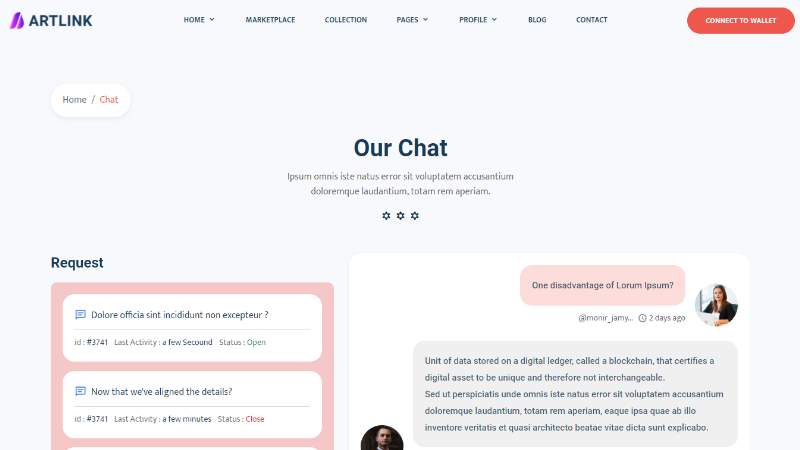 ARTLINK
HOME
MARKETPLACE
COLLECTION
PAGES
PROFILE
BLOG
CONTACT
CONNECT TO WALLET
Home / Chat
Our Chat
Ipsum omnis iste natus error sit voluptatem accusantium
doloremque laudantium, totam rem aperiam.
Request
Dolore officia sint incididunt non excepteur ?
id : #3741 Last Activity : a few Secound Status : Open
Now that we've aligned the details?
id : #3741 Last Activity : a few minutes Status : Close
One disadvantage of Lorum Ipsum?
@monir_jamy... 2 days ago
Unit of data stored on a digital ledger, called a blockchain, that certifies a
digital asset to be unique and therefore not interchangeable.
Sed ut perspiciatis unde omnis iste natus error sit voluptatem accusantium
doloremque laudantium, totam rem aperiam, eaque ipsa quae ab illo
inventore veritatis et quasi architecto beatae vitae dicta sunt explicabo.